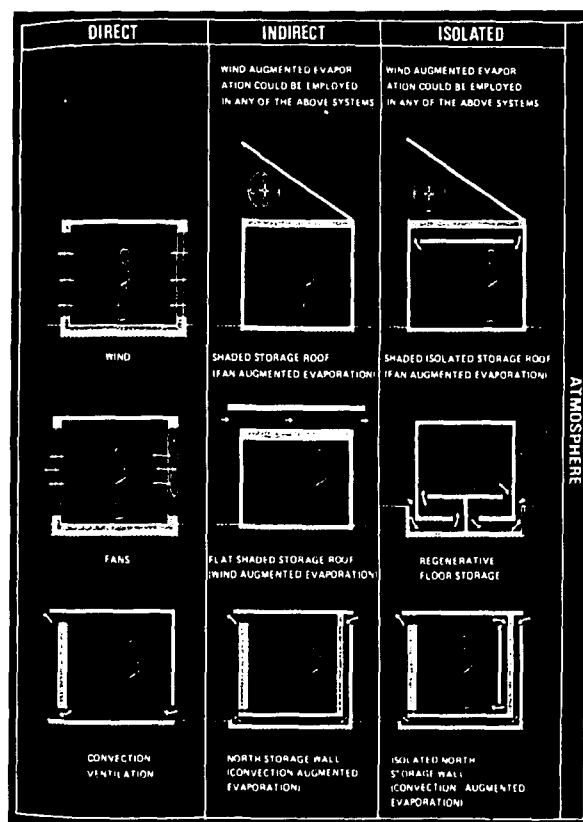 DIRECT
INDIRECT
ISOLATED
WIND AUGMENTED EVAPOR
ATION COULD BE EMPLOYED
IN ANY OF THE ABOVE SYSTEMS
WIND AUGMENTED EVAPOR
ATION COULD BE EMPLOYED
IN ANY OF THE ABOVE SYSTEMS
WIND
SHADED STORAGE ROOF
(FAN AUGMENTED EVAPORATION)
SHADED ISOLATED STORAGE ROOF
(FAN AUGMENTED EVAPORATION)
FANS
FLAT SHADED STORAGE ROOF
(WIND AUGMENTED EVAPORATION)
REGENERATIVE
FLOOR STORAGE
CONVECTION
VENTILATION
NORTH STORAGE WALL
(CONVECTION AUGMENTED
EVAPORATION)
ISOLATED NORTH
STORAGE WALL
(CONVECTION AUGMENTED
EVAPORATION)
ATMOSPHERE